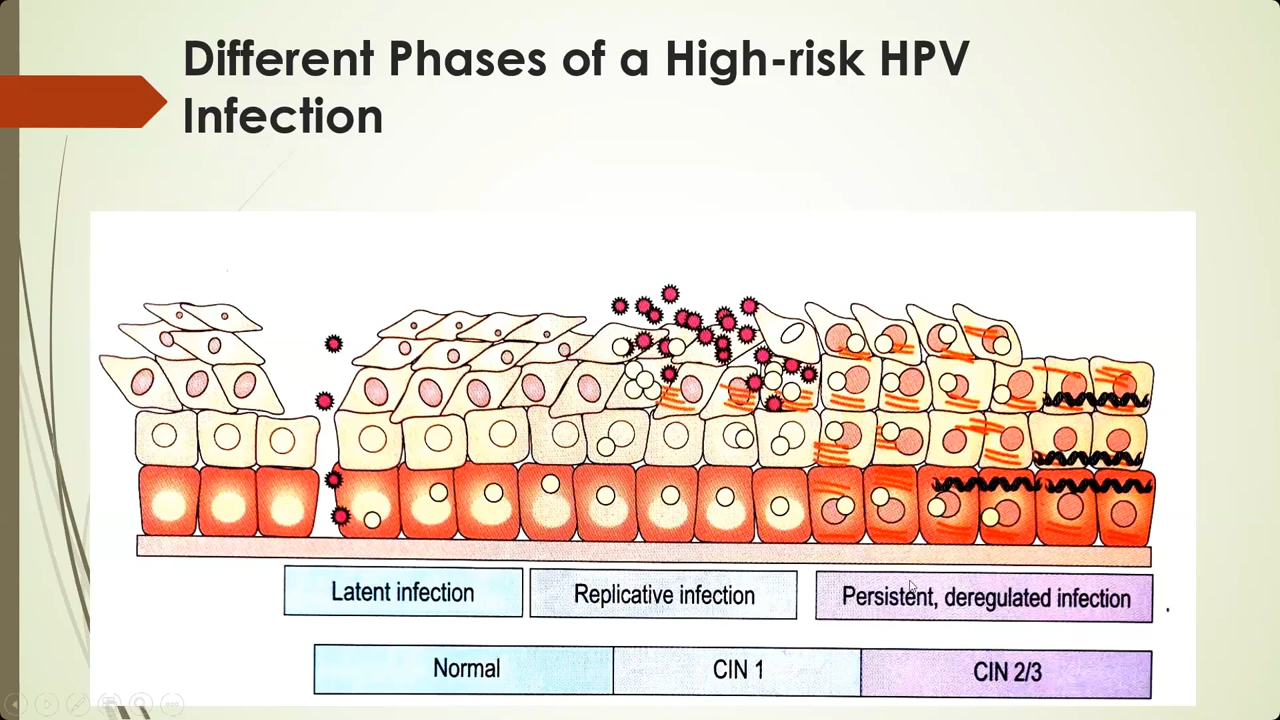 Different Phases of a High-risk HPV
Infection
Latent infection
Replicative infection
Persistent, deregulated infection
Normal
CIN 1
CIN 2/3